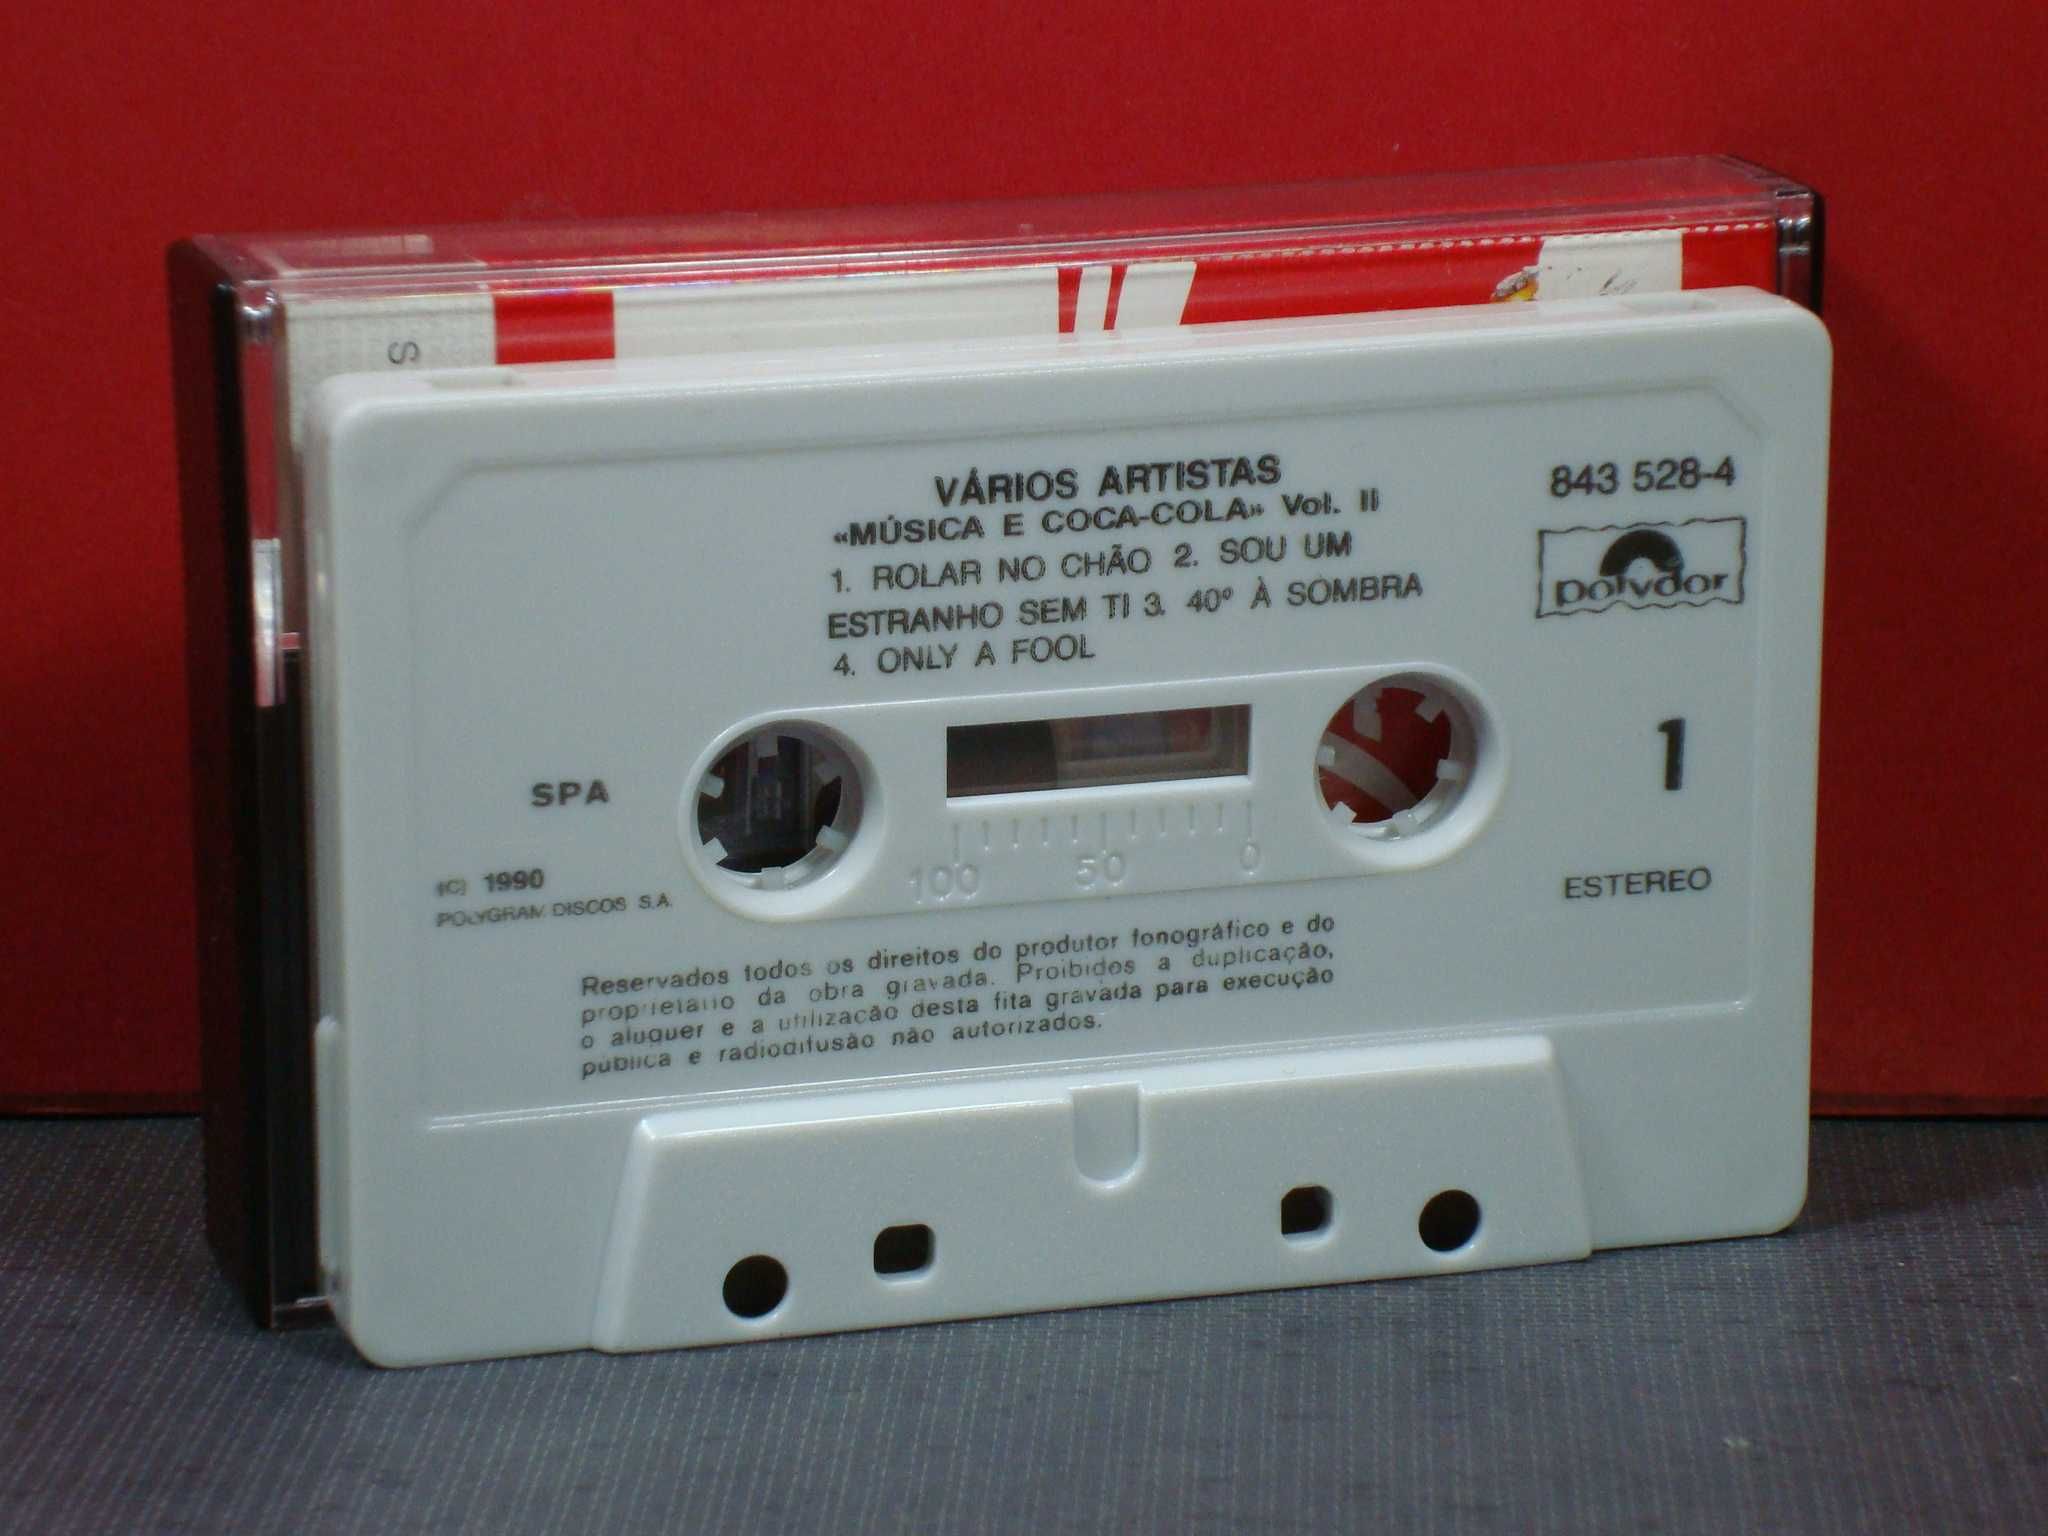 S
VÁRIOS ARTISTAS
«MÚSICA E COCA-COLA» Vol. II
1. ROLAR NO CHÃO 2. SOU UM
ESTRANHO SEM TI 3. 40º À SOMBRA
4. ONLY A FOOL
843 528-4
polydor
1
SPA
100 50 0
ESTEREO
(C) 1990
POLYGRAM DISCOS S.A.
Reservados todos os direitos do produtor fonográfico e do
proprietário da obra gravada. Proibidos a duplicação,
o aluguer e a utilização desta fita gravada para execução
pública e radiodifusão não autorizados.